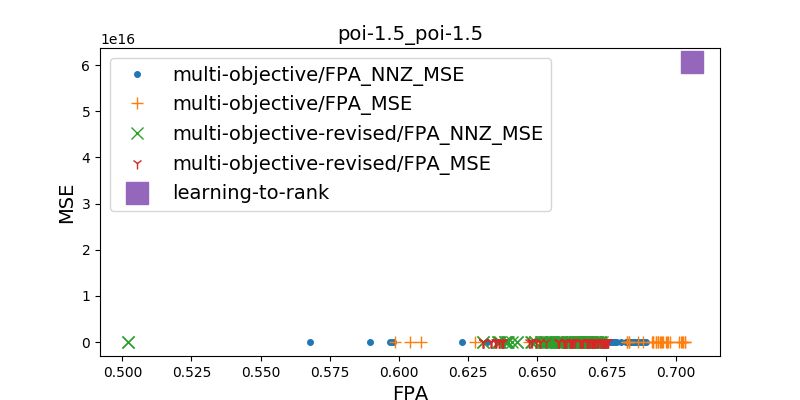 poi-1.5_poi-1.5
1e16
multi-objective/FPA_NNZ_MSE
multi-objective/FPA_MSE
multi-objective-revised/FPA_NNZ_MSE
multi-objective-revised/FPA_MSE
learning-to-rank
MSE
6
5
4
3
2
1
0
0.500 0.525 0.550 0.575 0.600 0.625 0.650 0.675 0.700
FPA